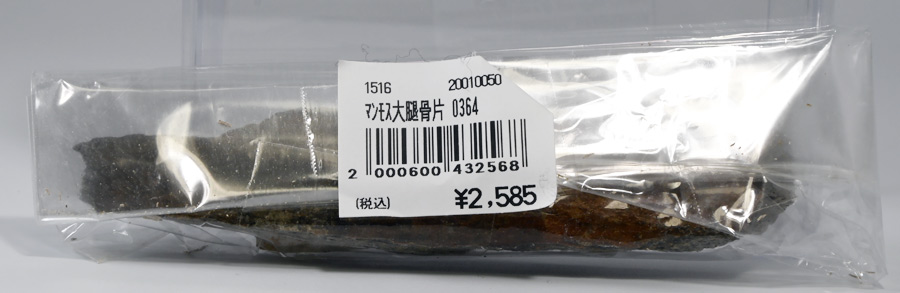 1516 20010050
ﾏﾝﾓｽ大腿骨片 0364
2 000600 432568
(税込) ¥2,585